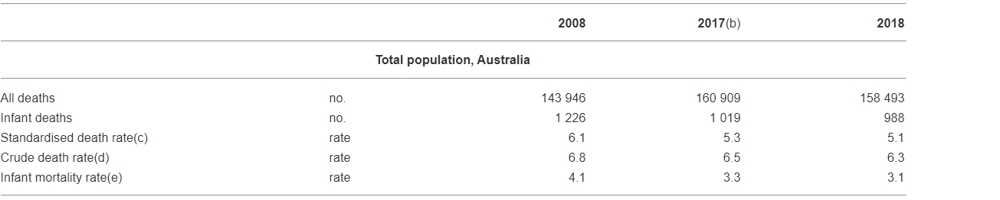 2008 2017(b) 2018
Total population, Australia
All deaths no. 143 946 160 909 158 493
Infant deaths no. 1 226 1 019 988
Standardised death rate(c) rate 6.1 5.3 5.1
Crude death rate(d) rate 6.8 6.5 6.3
Infant mortality rate(e) rate 4.1 3.3 3.1